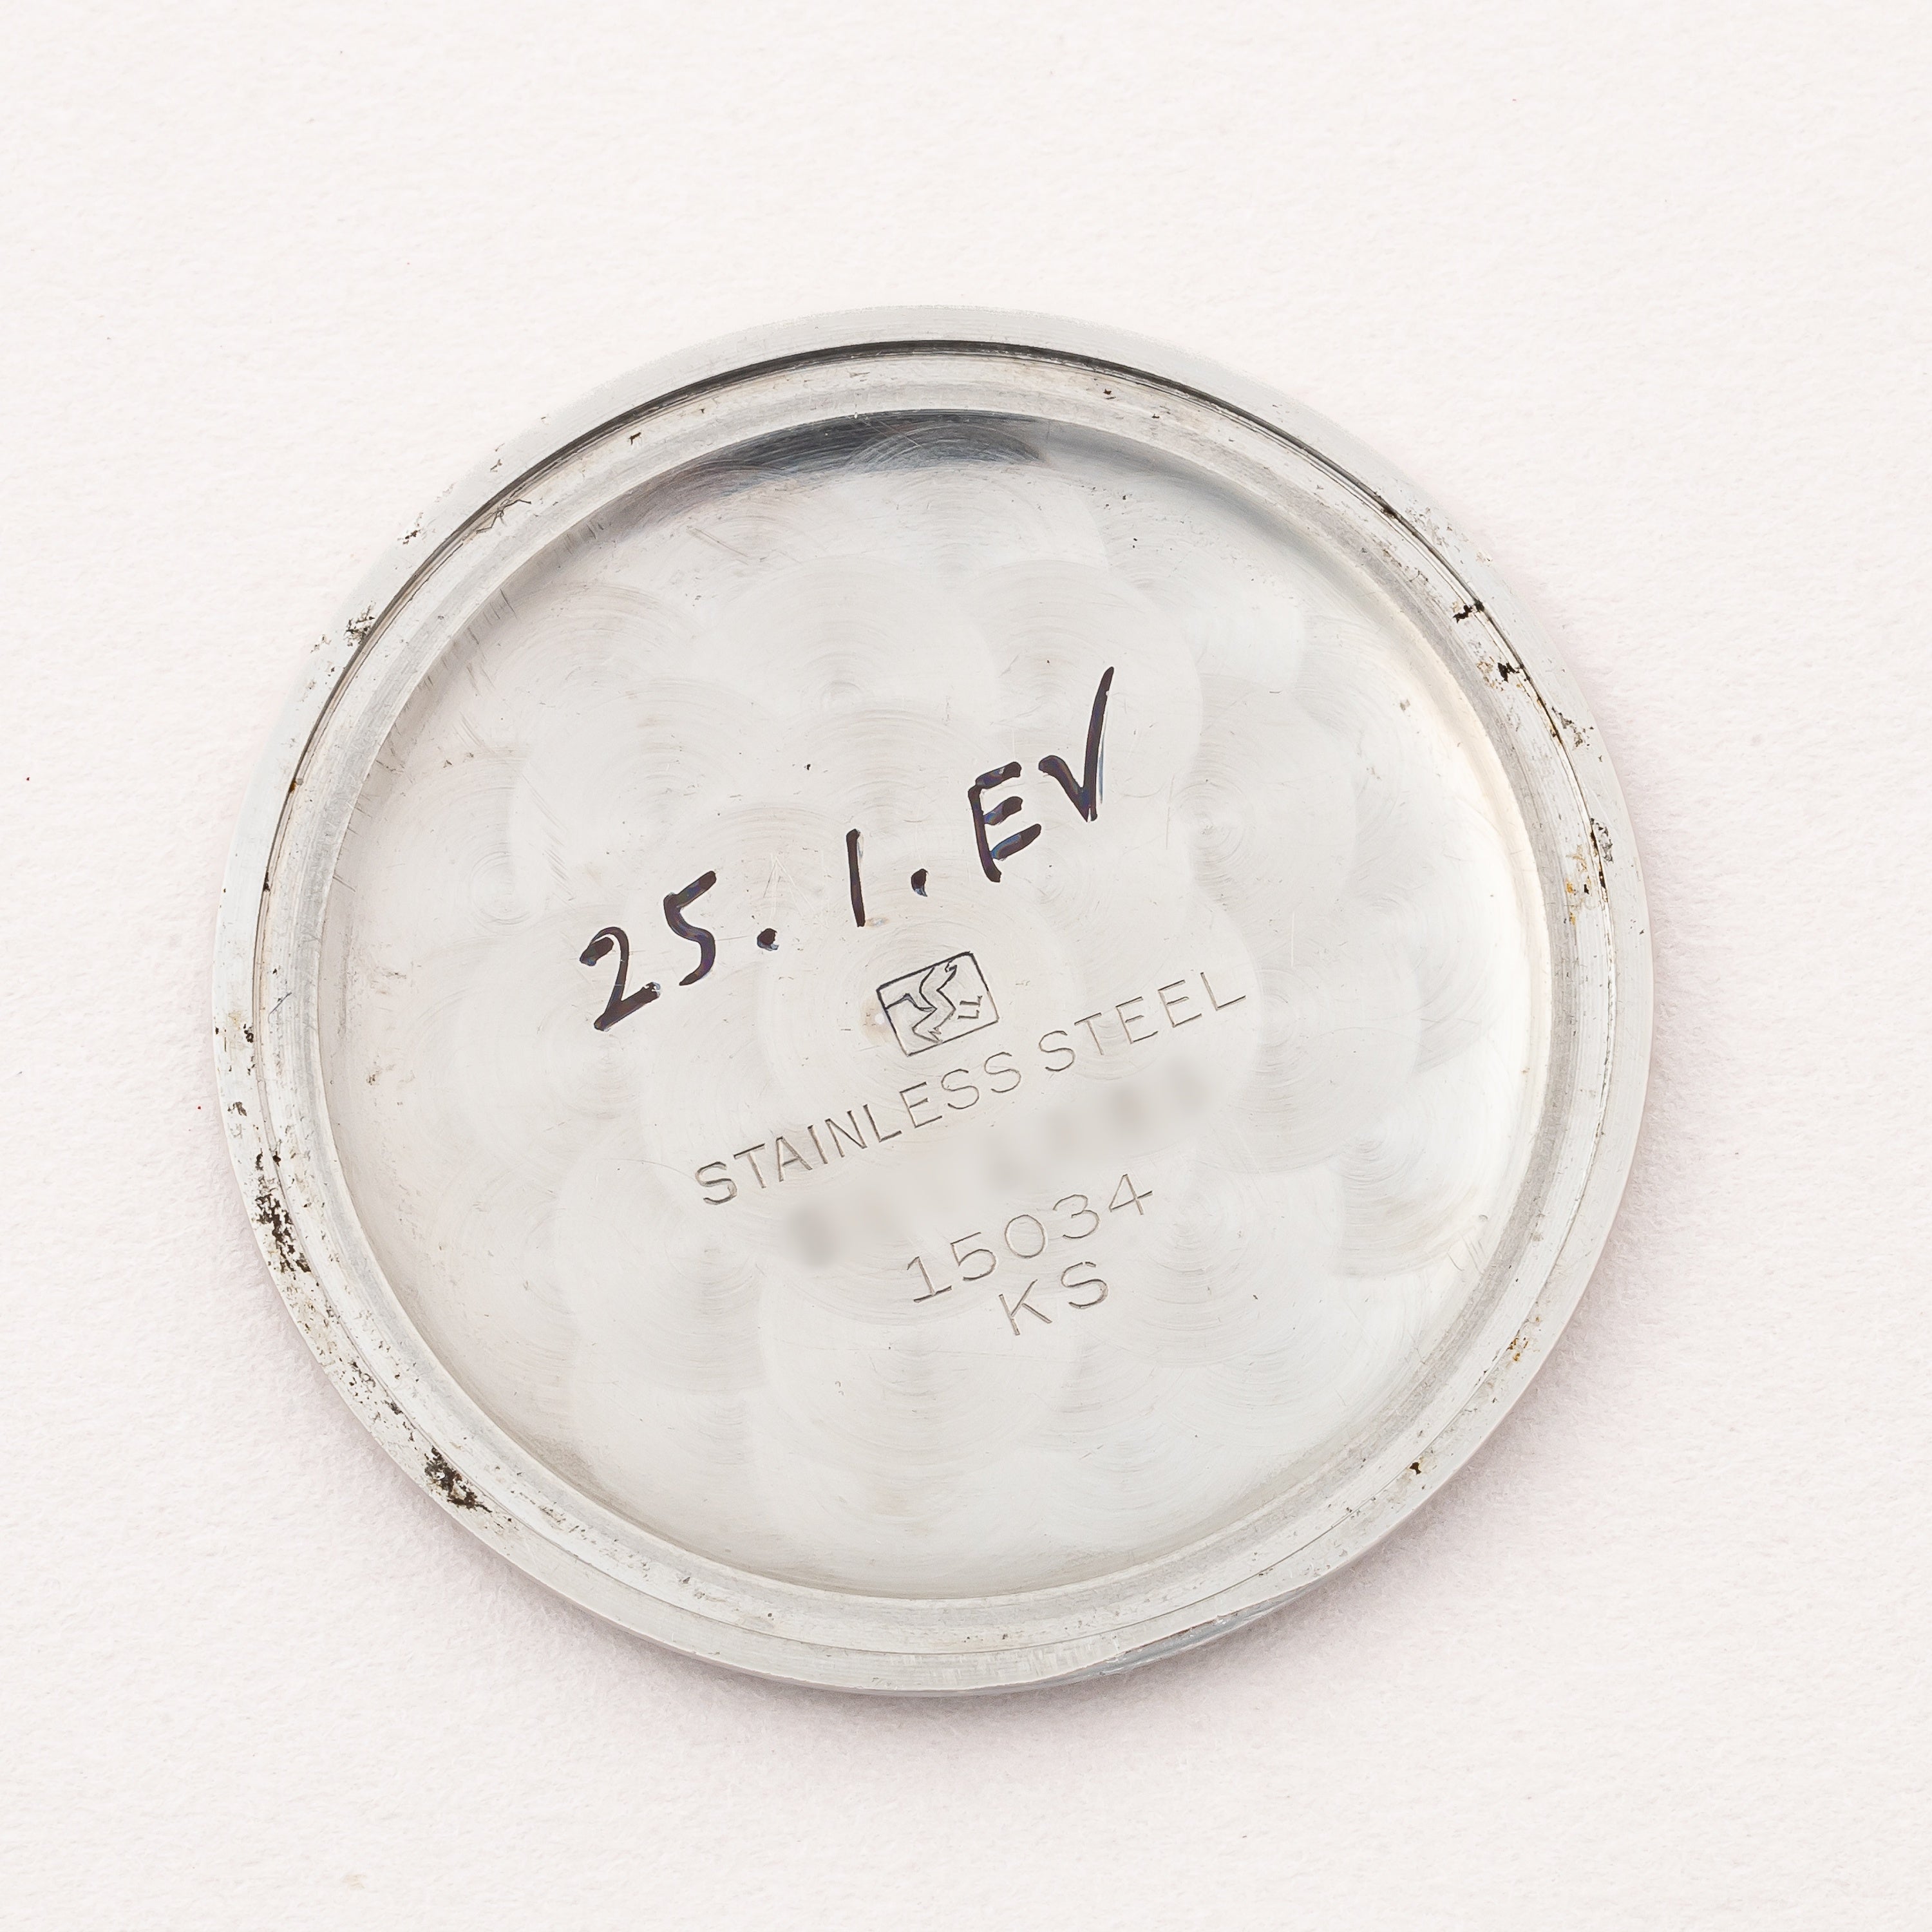 25.1.EV
STAINLESS STEEL
15034
KS